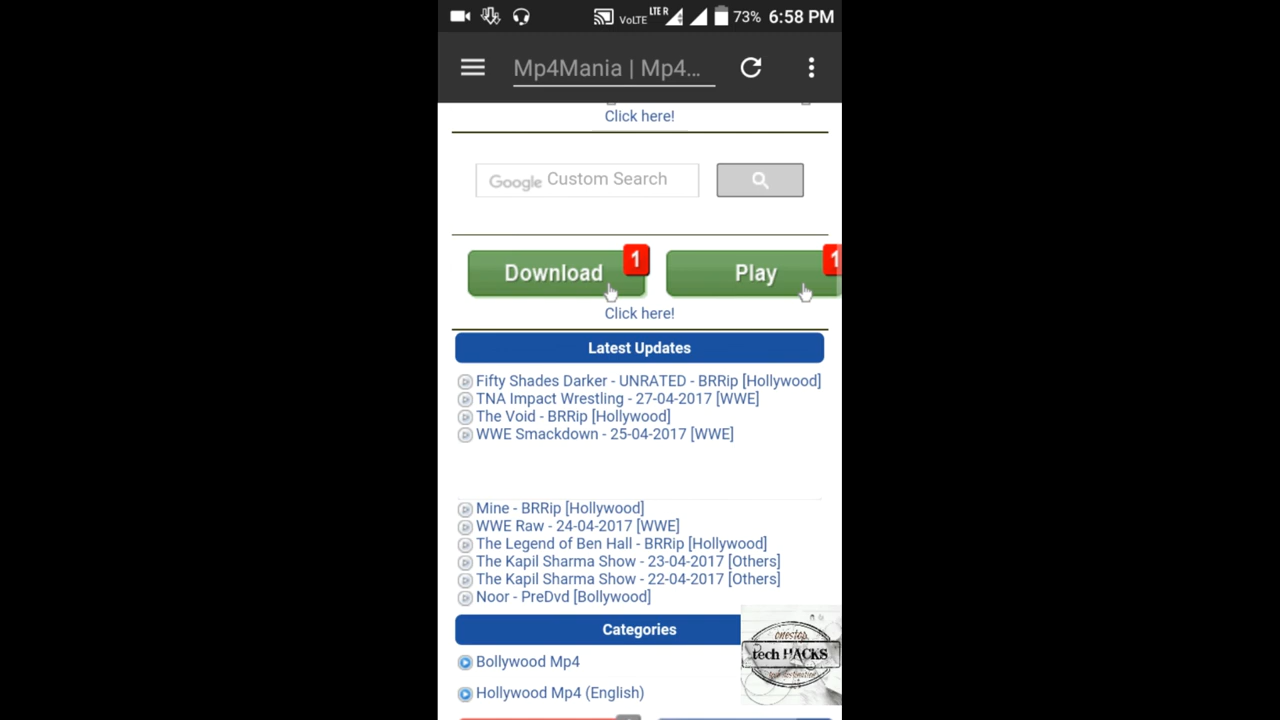 VoLTE LTE R 73% 6:58 PM
Mp4Mania | Mp4...
Click here!
Google Custom Search
Download 1 Play 1
Click here!
Latest Updates
Fifty Shades Darker - UNRATED - BRRip [Hollywood]
TNA Impact Wrestling - 27-04-2017 [WWE]
The Void - BRRip [Hollywood]
WWE Smackdown - 25-04-2017 [WWE]
Mine - BRRip [Hollywood]
WWE Raw - 24-04-2017 [WWE]
The Legend of Ben Hall - BRRip [Hollywood]
The Kapil Sharma Show - 23-04-2017 [Others]
The Kapil Sharma Show - 22-04-2017 [Others]
Noor - PreDvd [Bollywood]
Categories
onestop
tech HACKS
Bollywood Mp4
Hollywood Mp4 (English)